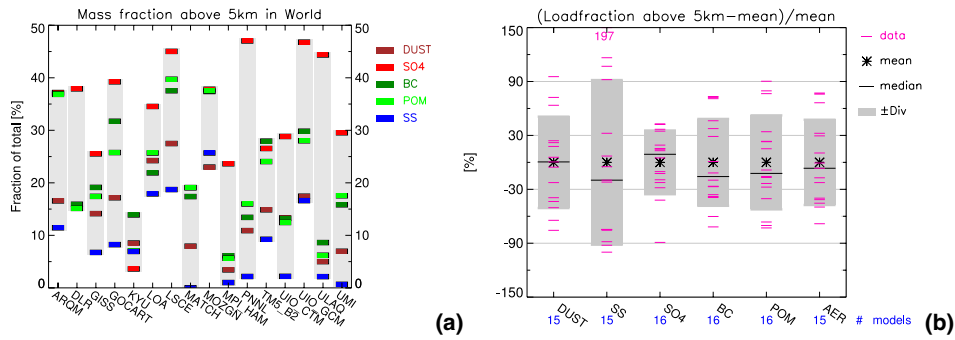 Mass fraction above 5km in World
Fraction of total [%]
50
40
30
20
10
0
50
40
30
20
10
0
DUST
SO4
BC
POM
SS
ARQM
DLR
GISS
GOCART
KYU
LOA
LSCE
MATCH
MOZGN
MPI_HAM
PNNL
TM5_B2
UIO_CTM
UIO_GCM
ULAQ
UMI
(a)
(Loadfraction above 5km-mean)/mean
[%]
150
90
30
-30
-90
-150
197
data
mean
median
±Div
DUST
SS
SO4
BC
POM
AER
15
15
16
16
16
15
# models
(b)